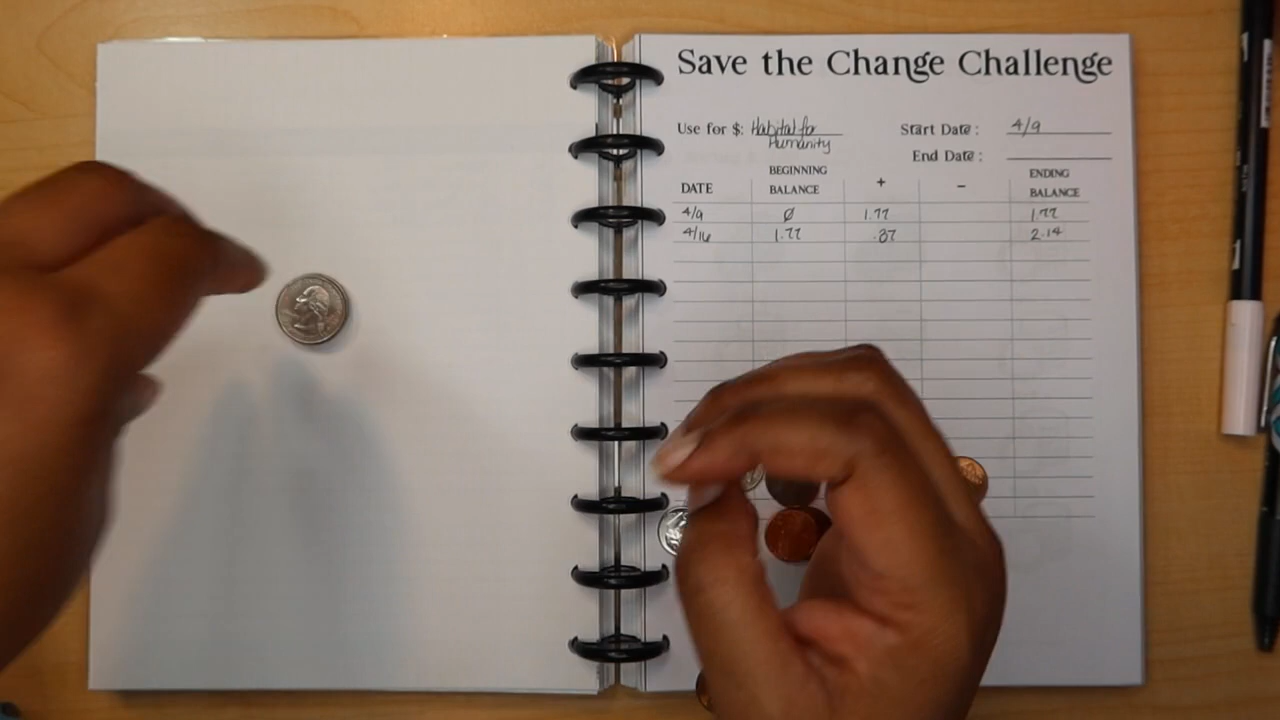 Save the Change Challenge
Use for $: Habitat for Humanity
Start Date: 4/9
End Date:
DATE BEGINNING BALANCE + - ENDING BALANCE
4/9 Ø 1.77 1.77
4/16 1.77 .37 2.14